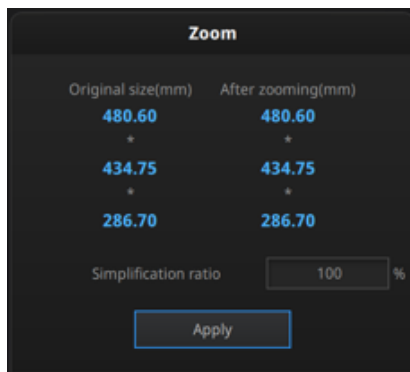 Zoom
Original size(mm) After zooming(mm)
480.60 480.60
* *
434.75 434.75
* *
286.70 286.70
Simplification ratio 100 %
Apply